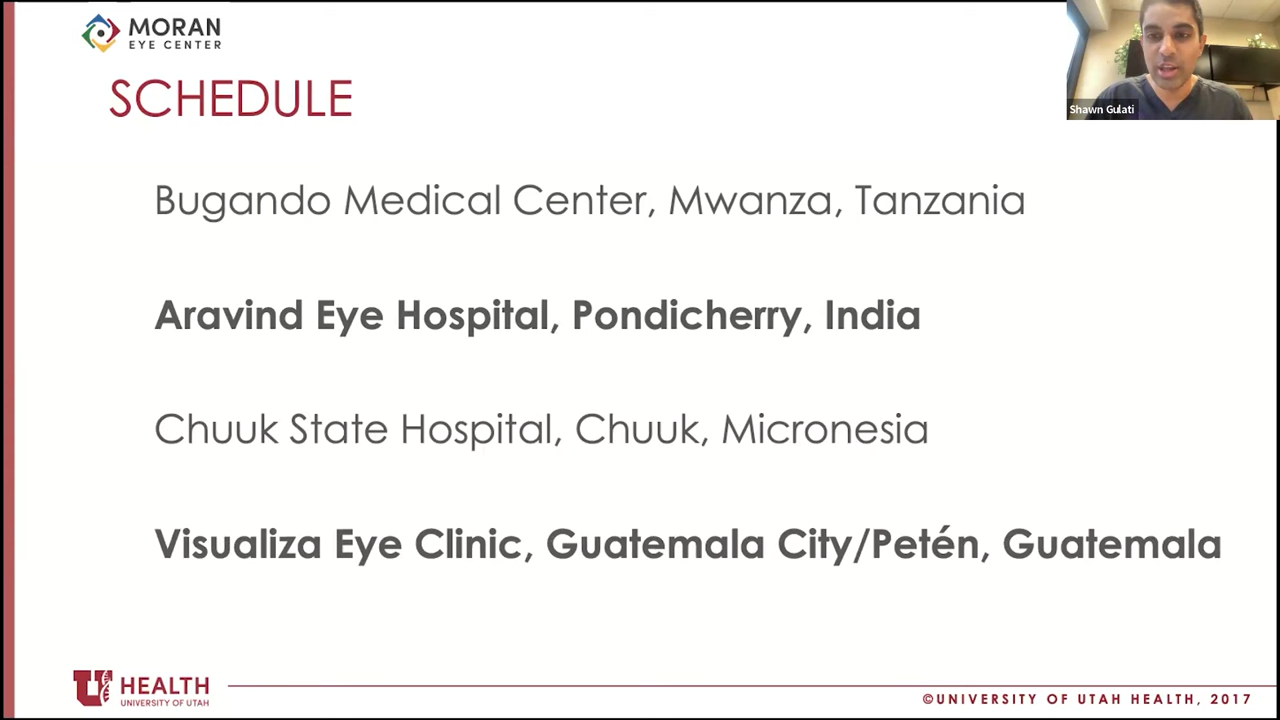 MORAN
EYE CENTER
SCHEDULE
Shawn Gulati
Bugando Medical Center, Mwanza, Tanzania
Aravind Eye Hospital, Pondicherry, India
Chuuk State Hospital, Chuuk, Micronesia
Visualiza Eye Clinic, Guatemala City/Petén, Guatemala
U HEALTH
UNIVERSITY OF UTAH
©UNIVERSITY OF UTAH HEALTH, 2017